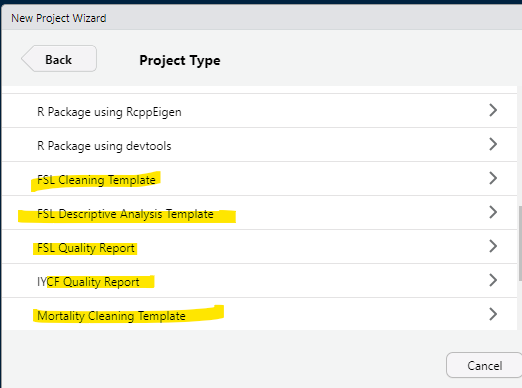 New Project Wizard
Back
Project Type
R Package using RcppEigen
R Package using devtools
FSL Cleaning Template
FSL Descriptive Analysis Template
FSL Quality Report
IYCF Quality Report
Mortality Cleaning Template
Cancel